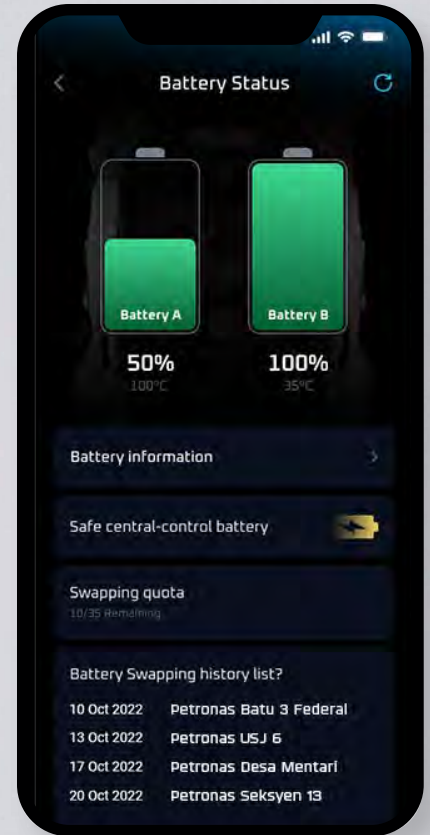 Battery Status
Battery A Battery B
50% 100%
100°C 35°C
Battery information
Safe central-control battery
Swapping quota
10/35 Remaining
Battery Swapping history list?
10 Oct 2022 Petronas Batu 3 Federal
13 Oct 2022 Petronas USJ 6
17 Oct 2022 Petronas Desa Mentari
20 Oct 2022 Petronas Seksyen 13